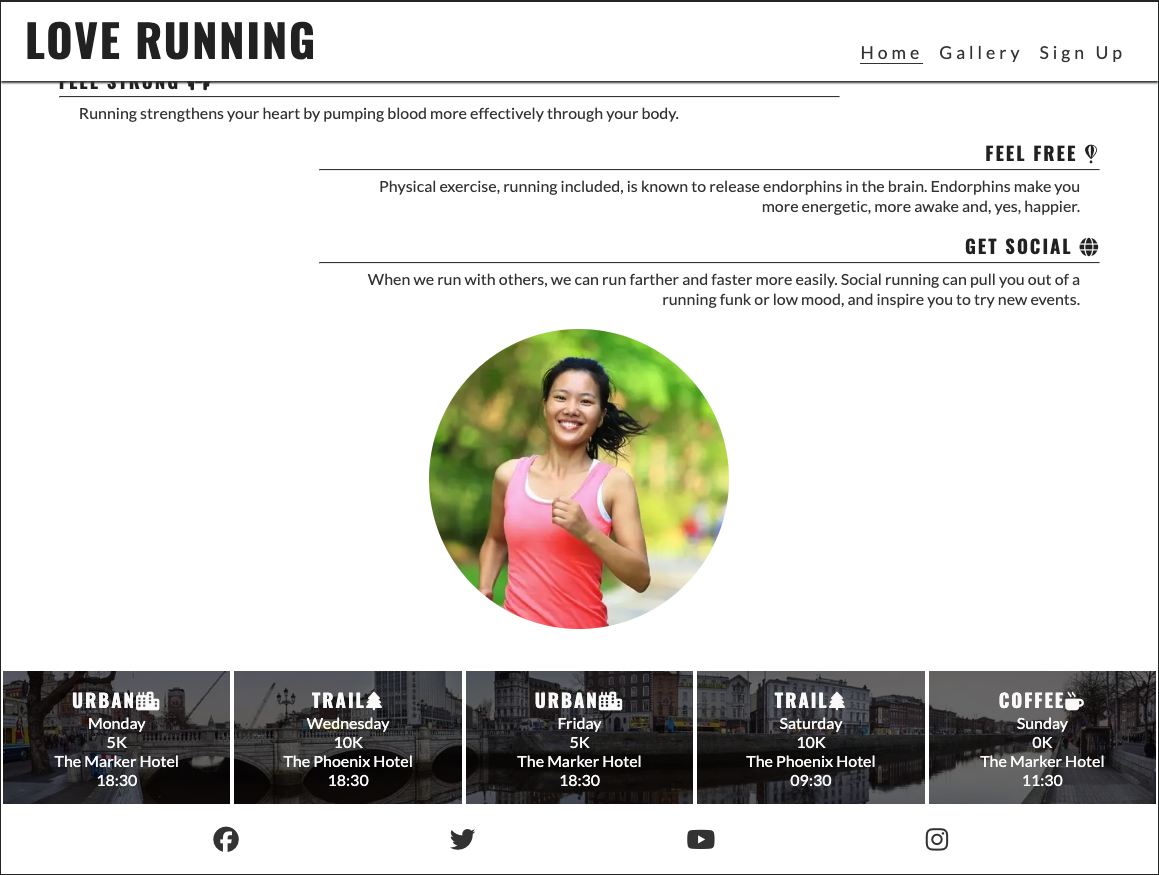 LOVE RUNNING
Home Gallery Sign Up
FEEL STRONG
Running strengthens your heart by pumping blood more effectively through your body.
FEEL FREE
Physical exercise, running included, is known to release endorphins in the brain. Endorphins make you
more energetic, more awake and, yes, happier.
GET SOCIAL
When we run with others, we can run farther and faster more easily. Social running can pull you out of a
running funk or low mood, and inspire you to try new events.
URBAN
Monday
5K
The Marker Hotel
18:30
TRAIL
Wednesday
10K
The Phoenix Hotel
18:30
URBAN
Friday
5K
The Marker Hotel
18:30
TRAIL
Saturday
10K
The Phoenix Hotel
09:30
COFFEE
Sunday
0K
The Marker Hotel
11:30